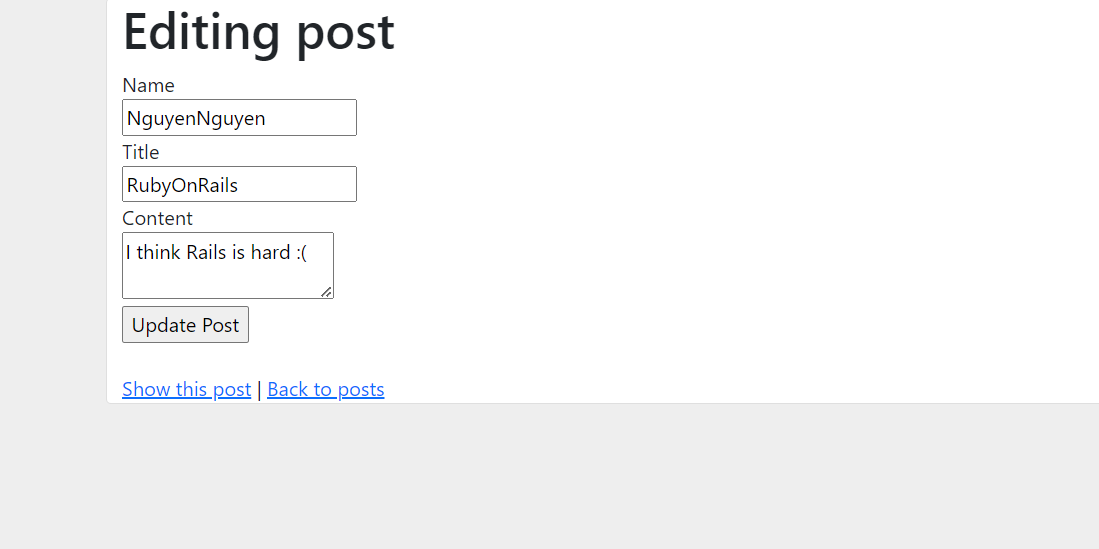 Editing post
Name
NguyenNguyen
Title
RubyOnRails
Content
I think Rails is hard :(
Update Post
Show this post | Back to posts